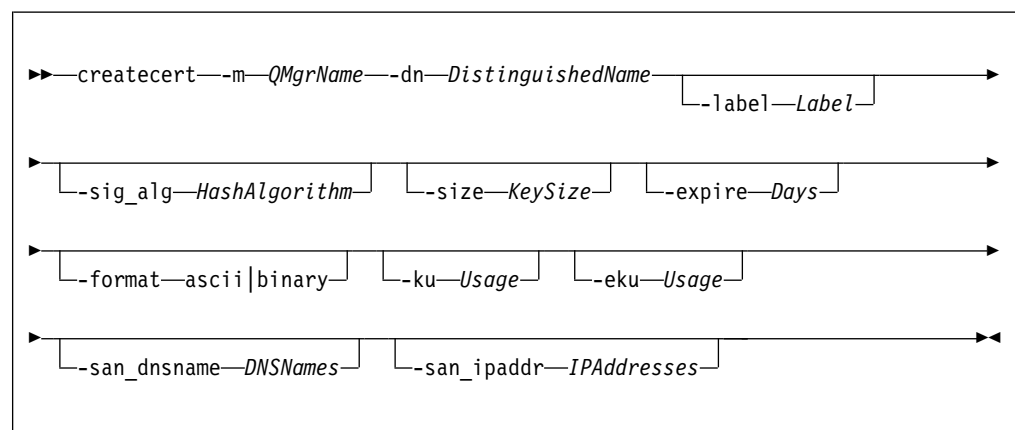 createcert -m QMgrName -dn DistinguishedName
-label Label
-sig_alg HashAlgorithm -size KeySize -expire Days
-format ascii|binary -ku Usage -eku Usage
-san_dnsname DNSNames -san_ipaddr IPAddresses